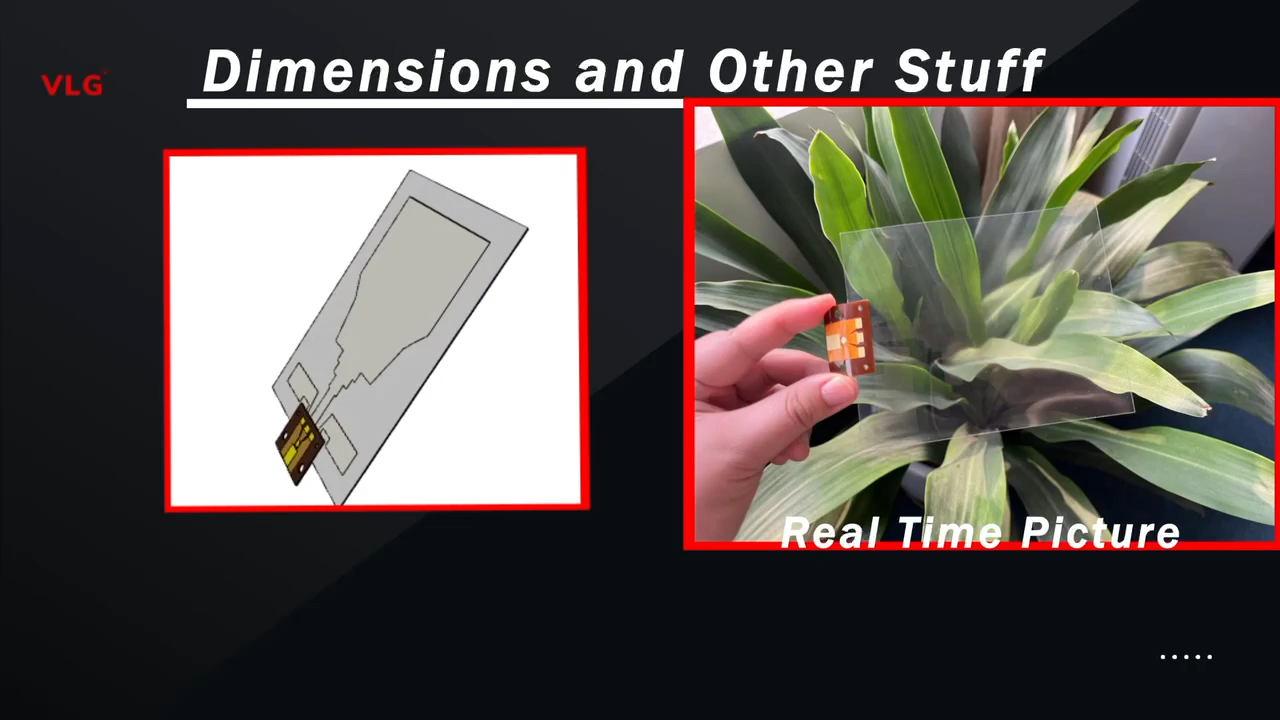 VLG
Dimensions and Other Stuff
Real Time Picture
.....